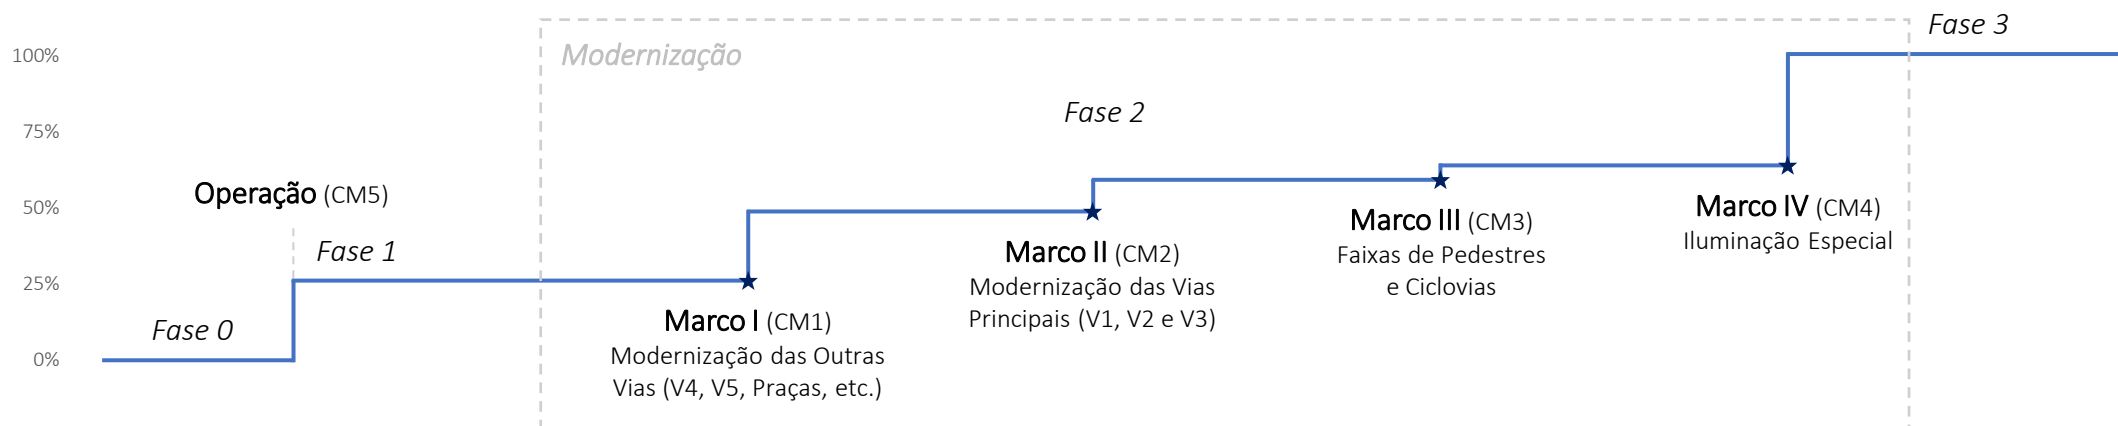 Fase 3
Modernização
100%
Fase 2
75%
Operação (CM5)
50%
Marco I (CM1)
Modernização das Outras
Vias (V4, V5, Praças, etc.)
Marco II (CM2)
Modernização das Vias
Principais (V1, V2 e V3)
Marco III (CM3)
Faixas de Pedestres
e Ciclovias
Marco IV (CM4)
Iluminação Especial
Fase 1
25%
Fase 0
0%